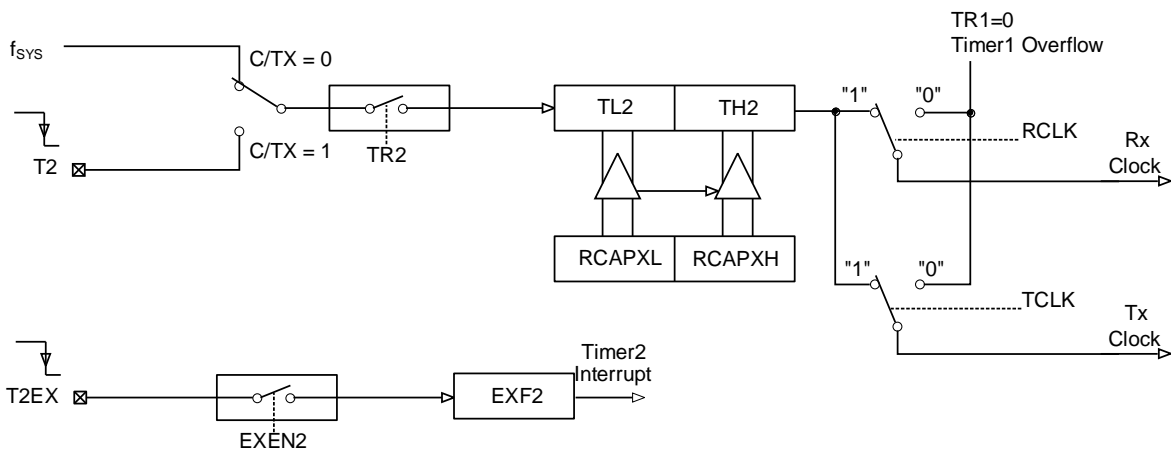 TR1=0
Timer1 Overflow
fSYS
C/TX = 0
TL2
TH2
"1"
"0"
RCLK
Rx
Clock
T2
C/TX = 1
TR2
RCAPXL
RCAPXH
"1"
"0"
TCLK
Tx
Clock
Timer2
Interrupt
T2EX
EXF2
EXEN2